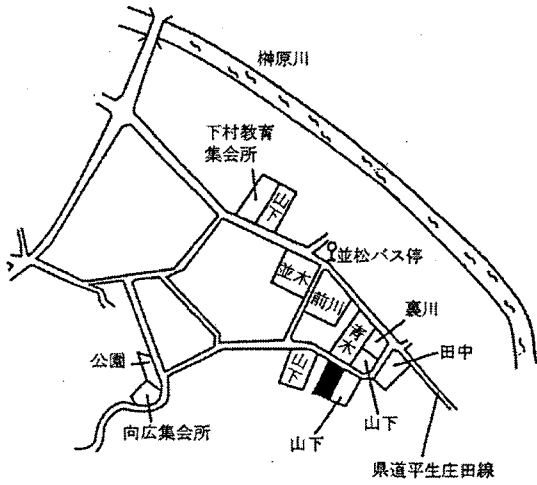 榊原川
下村教育
集会所
山下
並松バス停
並木
前川
裏川
青木
田中
公園
山下
向広集会所
山下
山下
県道平生庄田線